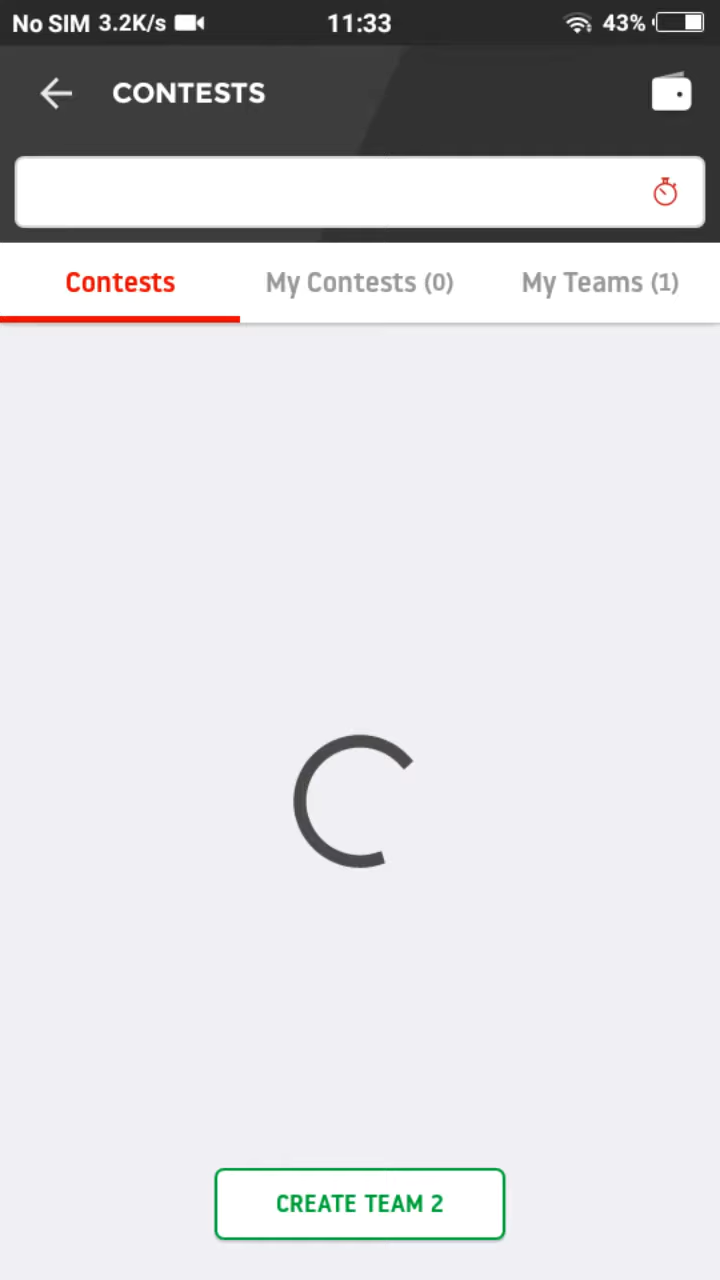 No SIM 3.2K/s 11:33 43%
CONTESTS
Contests My Contests (0) My Teams (1)
CREATE TEAM 2